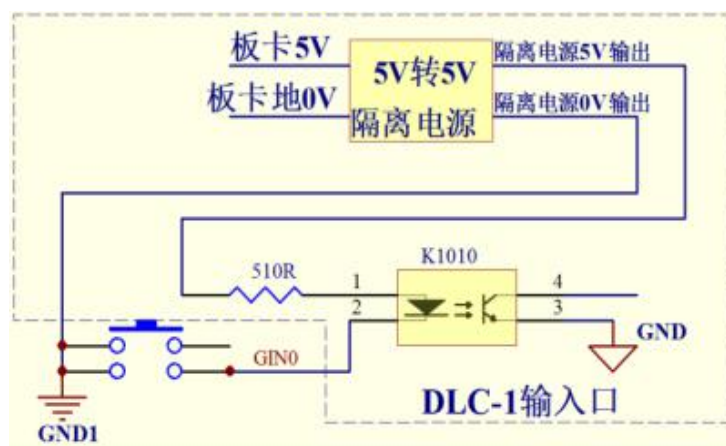 板卡5V
5V转5V
隔离电源5V输出
板卡地0V
隔离电源
隔离电源0V输出
K1010
510R
1
4
2
3
GIN0
GND
DLC-1输入口
GND1